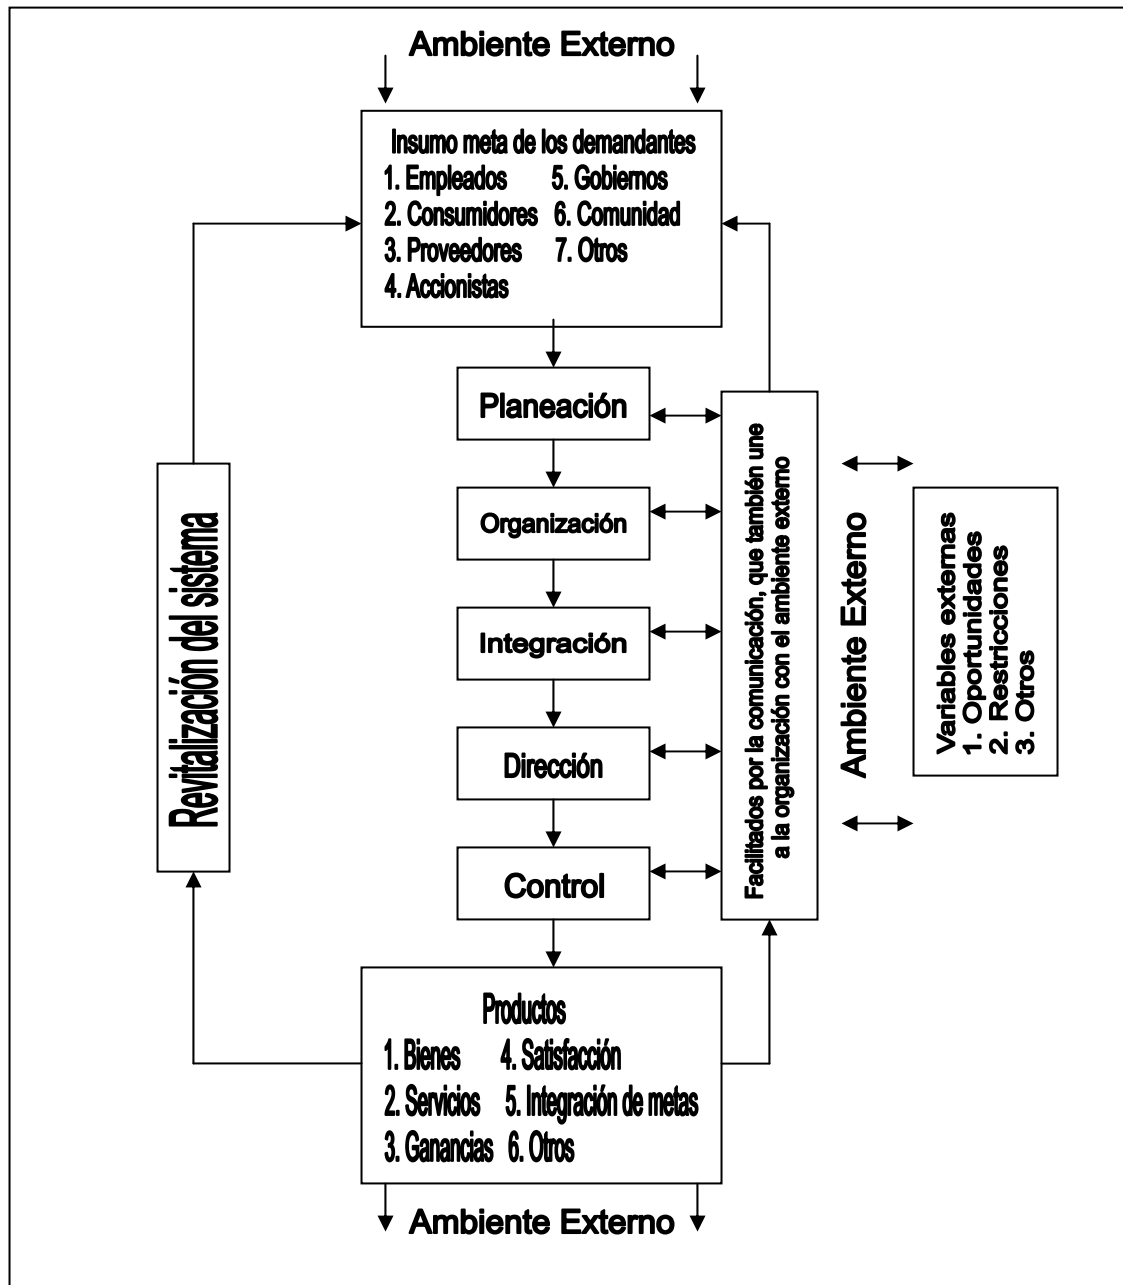 Ambiente Externo
Insumo meta de los demandantes
1. Empleados 5. Gobiernos
2. Consumidores 6. Comunidad
3. Proveedores 7. Otros
4. Accionistas
Planeación
Organización
Integración
Dirección
Control
Revitalización del sistema
Facilitados por la comunicación, que también une
a la organización con el ambiente externo
Ambiente Externo
Variables externas
1. Oportunidades
2. Restricciones
3. Otros
Productos
1. Bienes 4. Satisfacción
2. Servicios 5. Integración de metas
3. Ganancias 6. Otros
Ambiente Externo